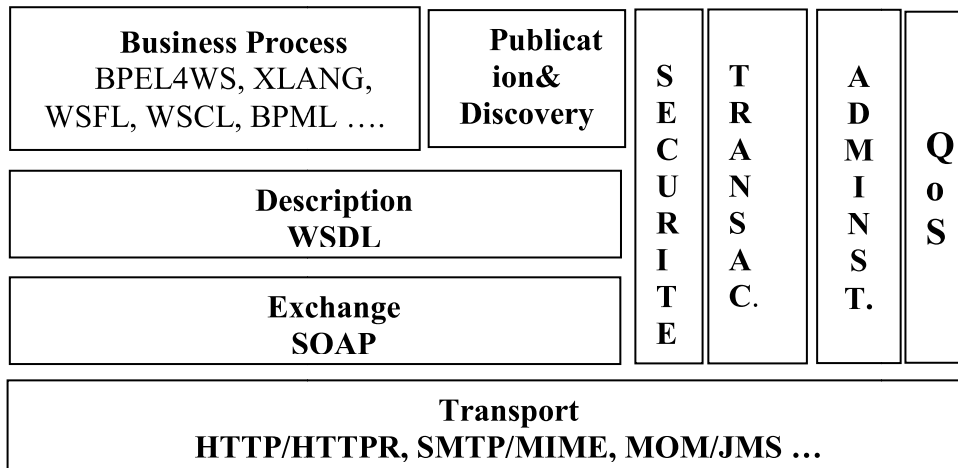 Business Process
BPEL4WS, XLANG,
WSFL, WSCL, BPML ….
Publicat
ion&
Discovery
Description
WSDL
Exchange
SOAP
S
E
C
U
R
I
T
E
T
R
A
N
S
A
C.
A
D
M
I
N
S
T.
Q
o
S
Transport
HTTP/HTTPR, SMTP/MIME, MOM/JMS …